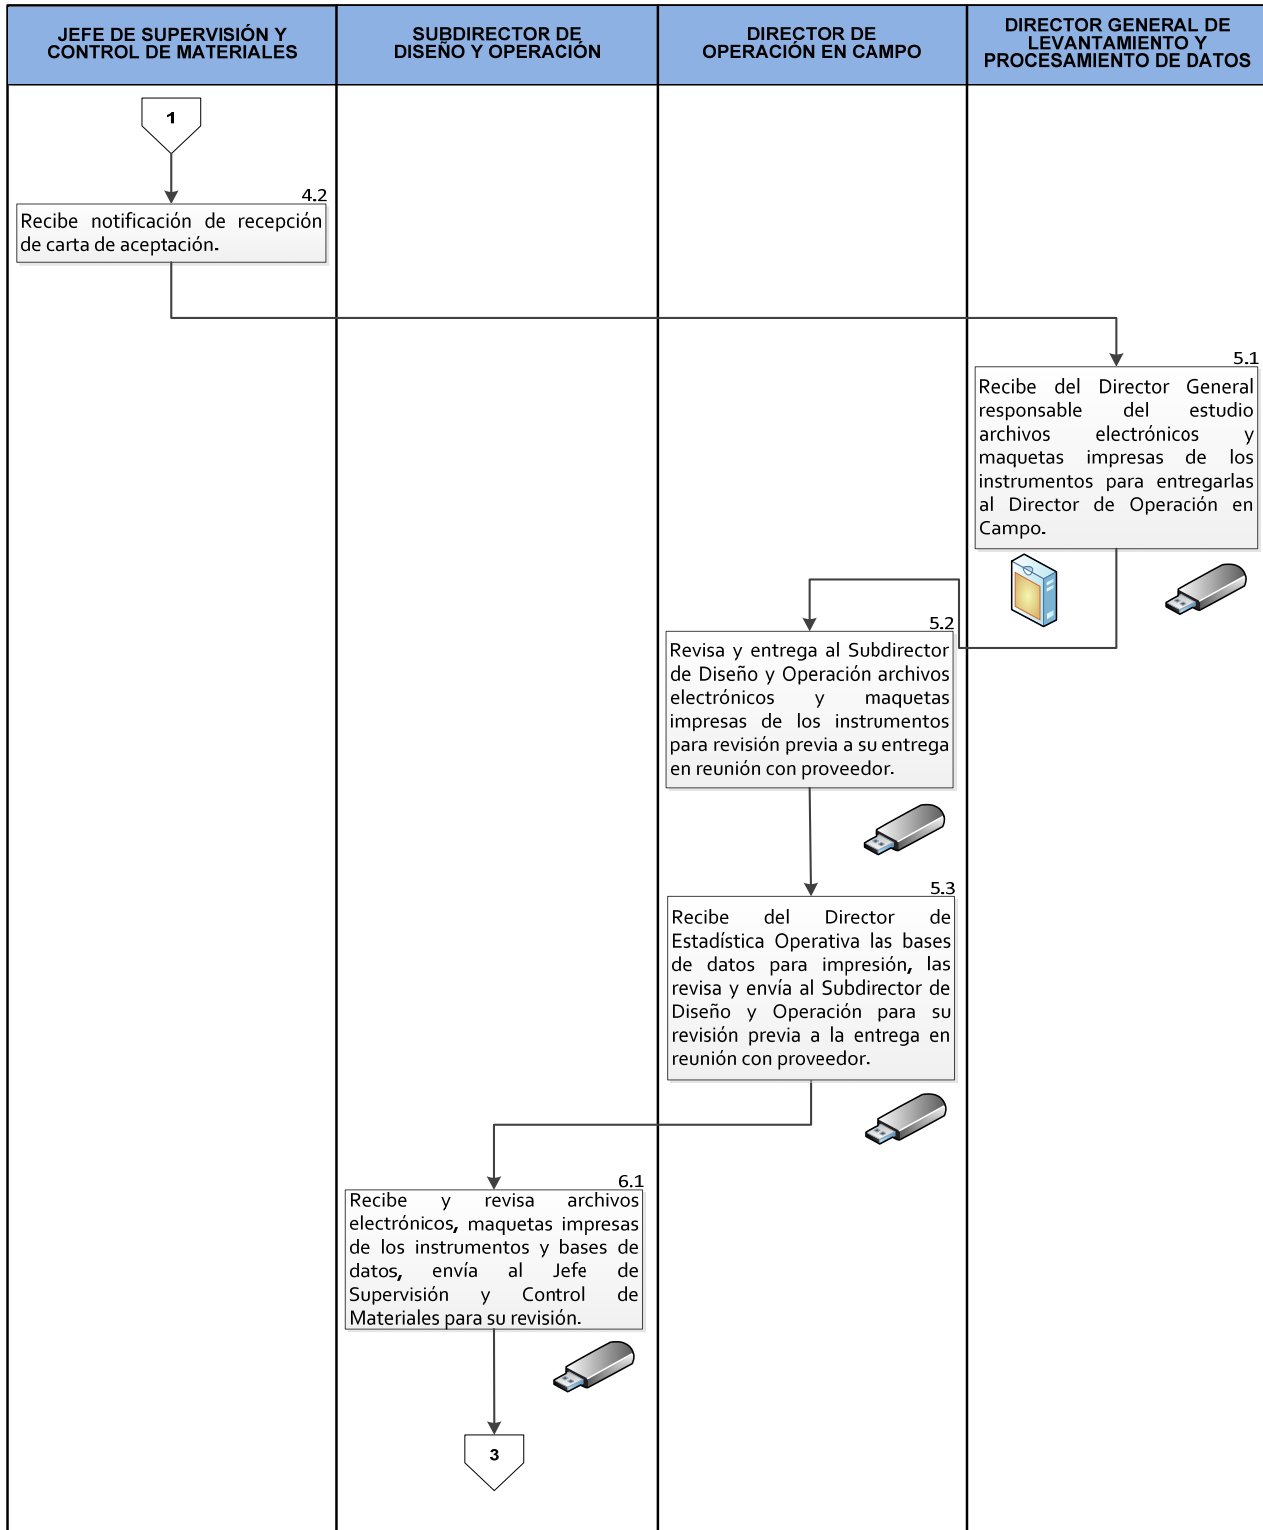 JEFE DE SUPERVISIÓN Y
CONTROL DE MATERIALES
SUBDIRECTOR DE
DISEÑO Y OPERACIÓN
DIRECTOR DE
OPERACIÓN EN CAMPO
DIRECTOR GENERAL DE
LEVANTAMIENTO Y
PROCESAMIENTO DE DATOS
1
4.2
Recibe notificación de recepción
de carta de aceptación.
5.1
Recibe del Director General
responsable del estudio
archivos electrónicos y
maquetas impresas de los
instrumentos para entregarlas
al Director de Operación en
Campo.
5.2
Revisa y entrega al Subdirector
de Diseño y Operación archivos
electrónicos y maquetas
impresas de los instrumentos
para revisión previa a su entrega
en reunión con proveedor.
5.3
Recibe del Director de
Estadística Operativa las bases
de datos para impresión, las
revisa y envía al Subdirector de
Diseño y Operación para su
revisión previa a la entrega en
reunión con proveedor.
6.1
Recibe y revisa archivos
electrónicos, maquetas impresas
de los instrumentos y bases de
datos, envía al Jefe de
Supervisión y Control de
Materiales para su revisión.
3